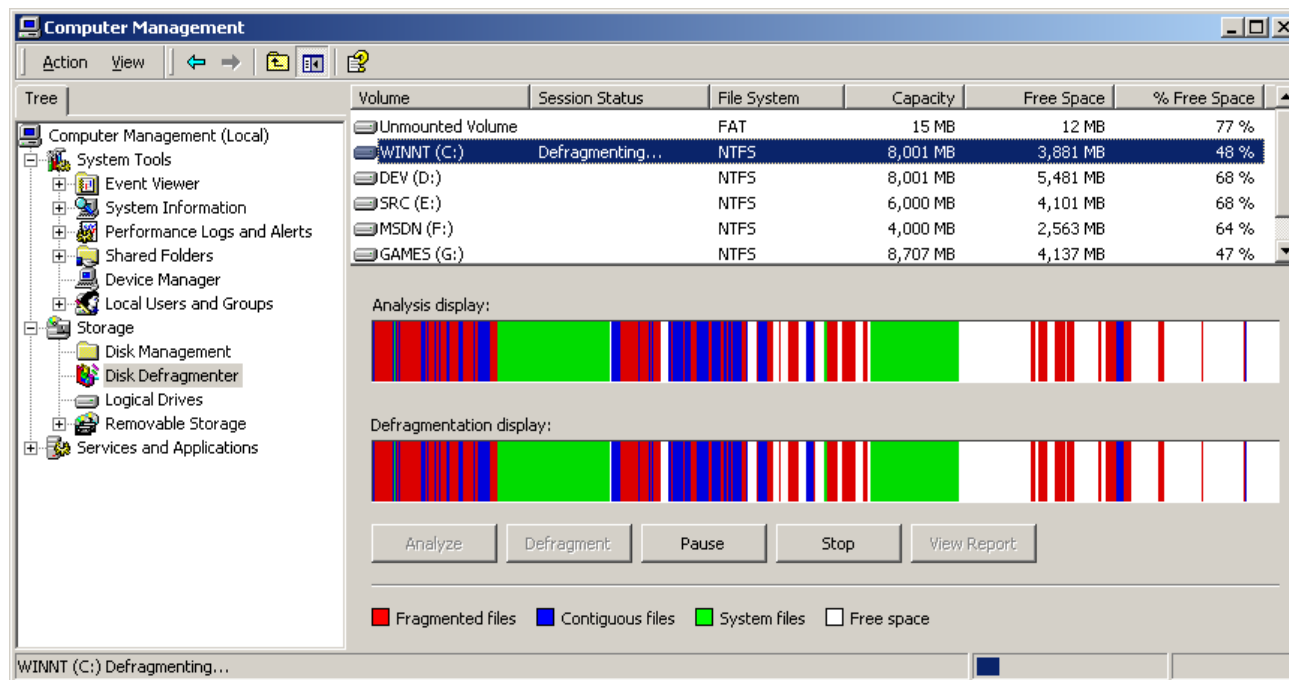 Computer Management
Action View
Tree
Volume Session Status File System Capacity Free Space % Free Space
Computer Management (Local)
System Tools
Event Viewer
System Information
Performance Logs and Alerts
Shared Folders
Device Manager
Local Users and Groups
Storage
Disk Management
Disk Defragmenter
Logical Drives
Removable Storage
Services and Applications
Unmounted Volume FAT 15 MB 12 MB 77 %
WINNT (C:) Defragmenting... NTFS 8,001 MB 3,881 MB 48 %
DEV (D:) NTFS 8,001 MB 5,481 MB 68 %
SRC (E:) NTFS 6,000 MB 4,101 MB 68 %
MSDN (F:) NTFS 4,000 MB 2,563 MB 64 %
GAMES (G:) NTFS 8,707 MB 4,137 MB 47 %
Analysis display:
Defragmentation display:
Analyze Defragment Pause Stop View Report
Fragmented files Contiguous files System files Free space
WINNT (C:) Defragmenting...